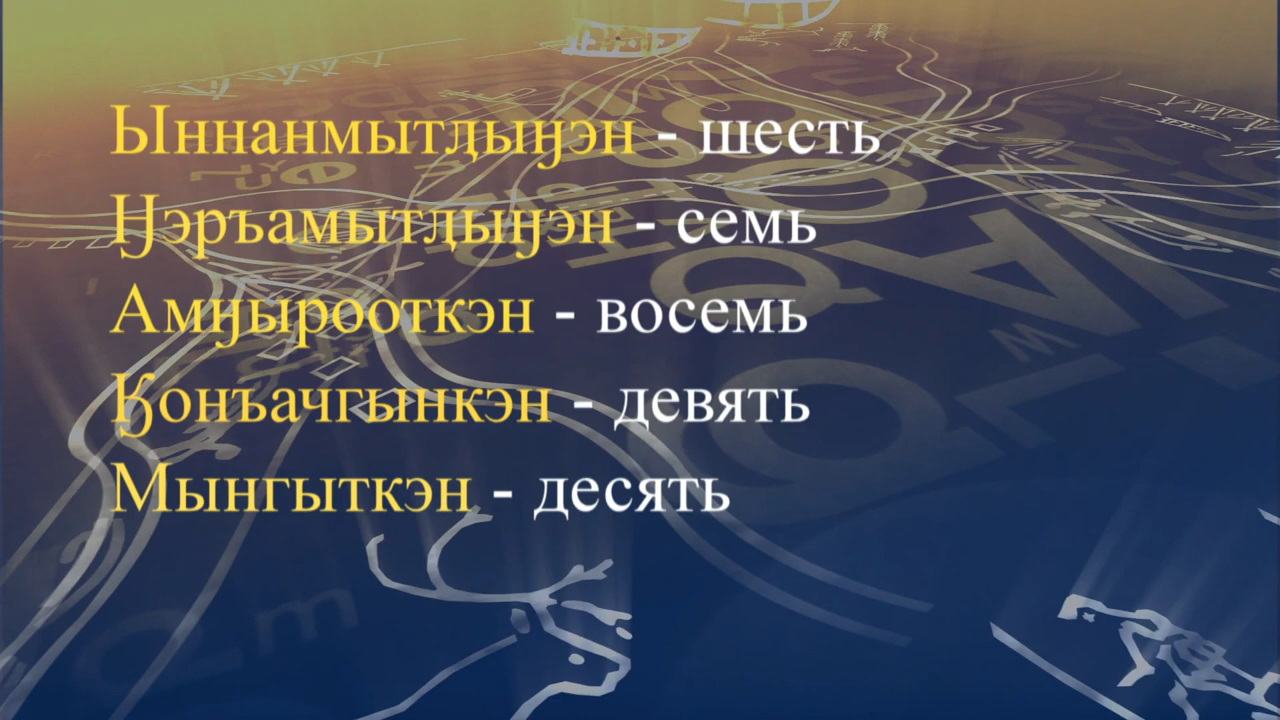 Ыннанмытԓыӈэн - шесть
Ӈэръамытԓыӈэн - семь
Амӈырооткэн - восемь
Ӄонъачгынкэн - девять
Мынгыткэн - десять